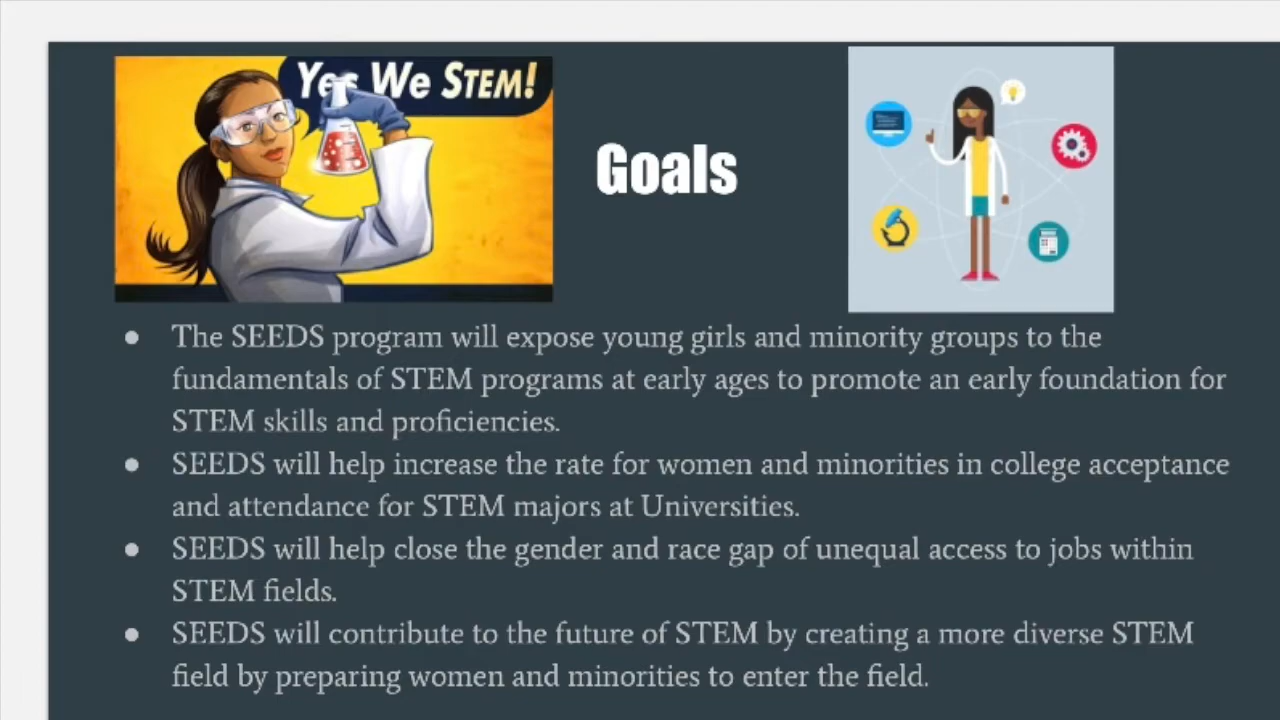 Yes We STEM!
Goals
● The SEEDS program will expose young girls and minority groups to the
fundamentals of STEM programs at early ages to promote an early foundation for
STEM skills and proficiencies.
● SEEDS will help increase the rate for women and minorities in college acceptance
and attendance for STEM majors at Universities.
● SEEDS will help close the gender and race gap of unequal access to jobs within
STEM fields.
● SEEDS will contribute to the future of STEM by creating a more diverse STEM
field by preparing women and minorities to enter the field.